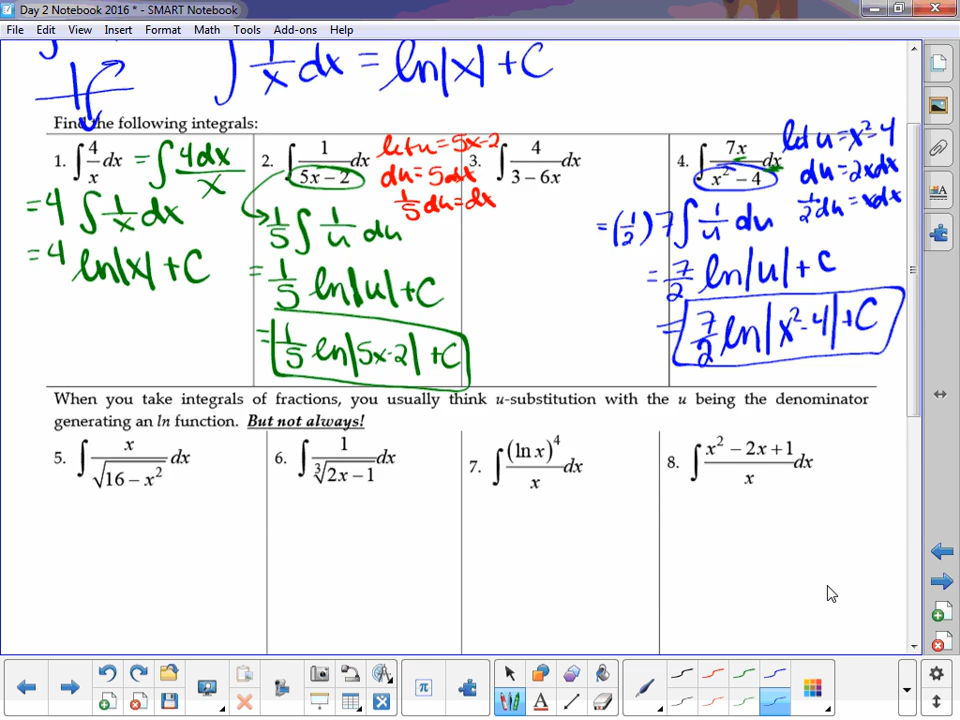 Day 2 Notebook 2016 * - SMART Notebook
File Edit View Insert Format Math Tools Add-ons Help
∫ 1/x dx = ln|x| + C
Find the following integrals:
1. ∫ 4/x dx = ∫ 4dx/x
= 4 ∫ 1/x dx
= 4 ln|x| + C
2. ∫ 1/(5x – 2) dx
let u = 5x-2
du = 5dx
1/5 du = dx
1/5 ∫ 1/u du
= 1/5 ln|u| + C
= 1/5 ln|5x-2| + C
3. ∫ 4/(3 – 6x) dx
4. ∫ 7x/(x² – 4) dx
let u = x²-4
du = 2xdx
1/2 du = xdx
= (1/2) 7 ∫ 1/u du
= 7/2 ln|u| + C
= 7/2 ln|x²-4| + C
When you take integrals of fractions, you usually think u-substitution with the u being the denominator
generating an ln function. But not always!
5. ∫ x/√(16 – x²) dx
6. ∫ 1/∛(2x – 1) dx
7. ∫ (ln x)⁴/x dx
8. ∫ (x² – 2x + 1)/x dx
π
A